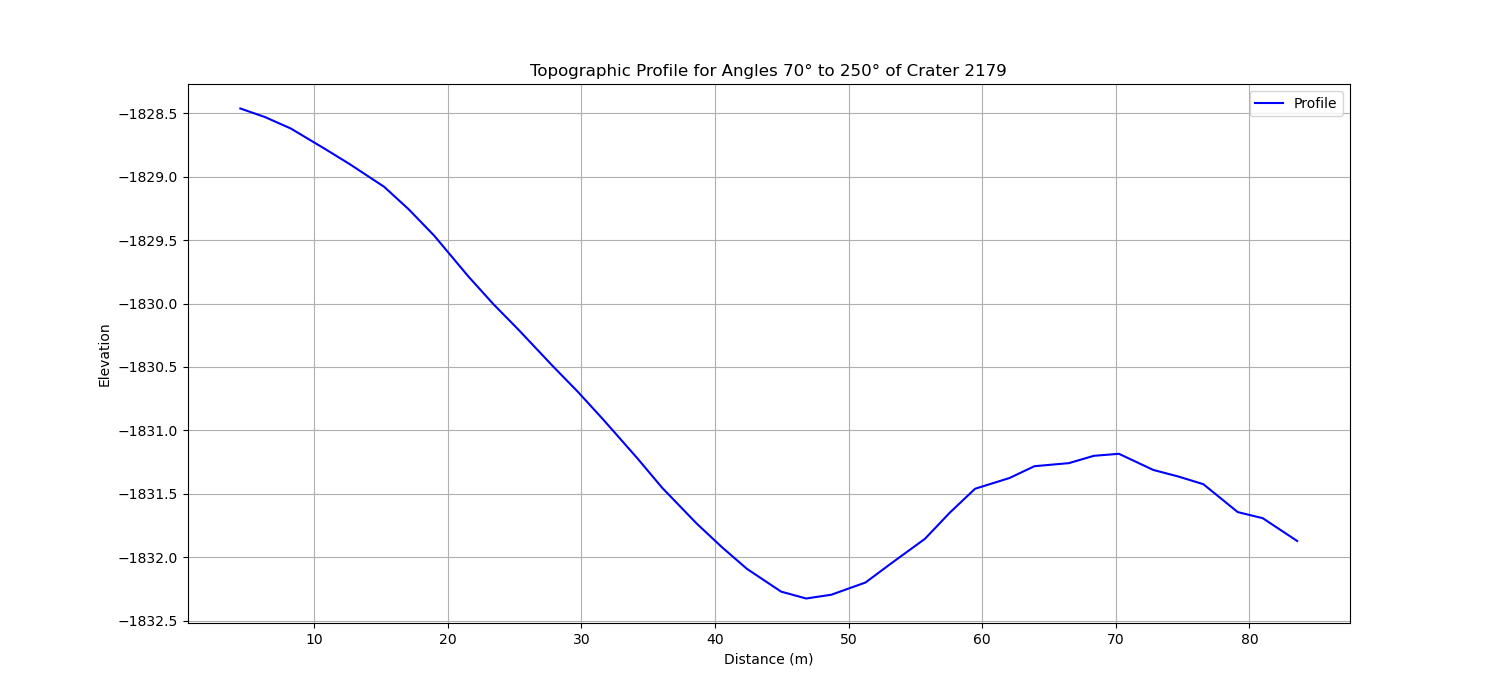 Topographic Profile for Angles 70° to 250° of Crater 2179
Profile
Elevation
−1828.5
−1829.0
−1829.5
−1830.0
−1830.5
−1831.0
−1831.5
−1832.0
−1832.5
10 20 30 40 50 60 70 80
Distance (m)